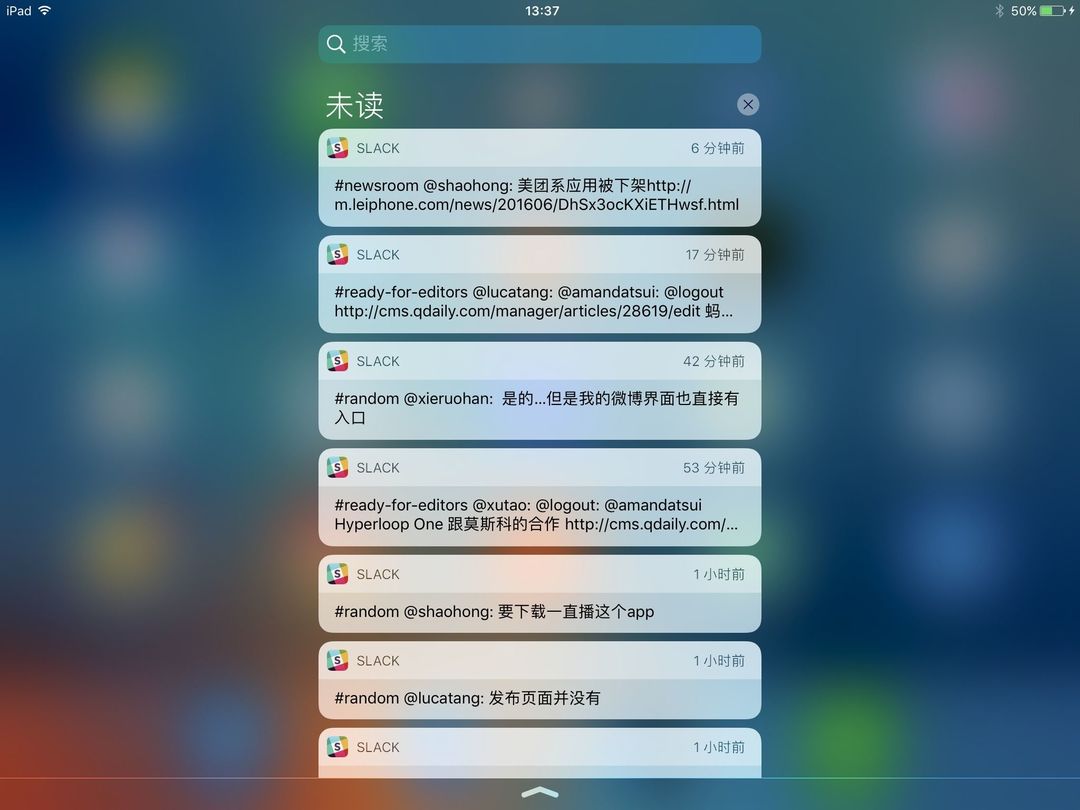 iPad
13:37
50%
搜索
未读
SLACK
6 分钟前
#newsroom @shaohong: 美团系应用被下架http://
m.leiphone.com/news/201606/DhSx3ocKXiETHwsf.html
SLACK
17 分钟前
#ready-for-editors @lucatang: @amandatsui: @logout
http://cms.qdaily.com/manager/articles/28619/edit 蚂...
SLACK
42 分钟前
#random @xieruohan: 是的...但是我的微博界面也直接有
入口
SLACK
53 分钟前
#ready-for-editors @xutao: @logout: @amandatsui
Hyperloop One 跟莫斯科的合作 http://cms.qdaily.com/...
SLACK
1 小时前
#random @shaohong: 要下载一直播这个app
SLACK
1 小时前
#random @lucatang: 发布页面并没有
SLACK
1 小时前